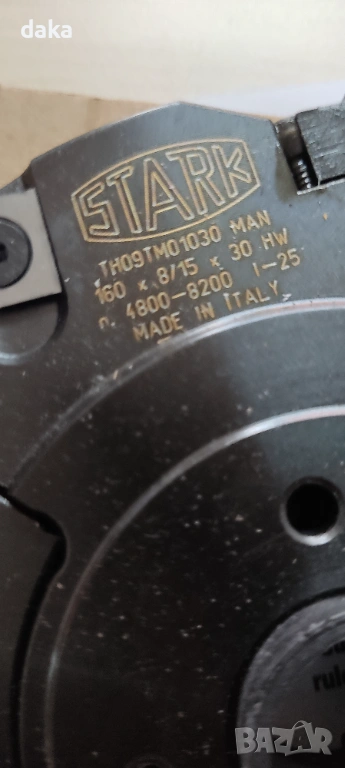 daka
STARK
TH09TM01030 MAN
160 x 8/15 x 30 HW
n. 4800-8200 I-25
MADE IN ITALY
BAZAR